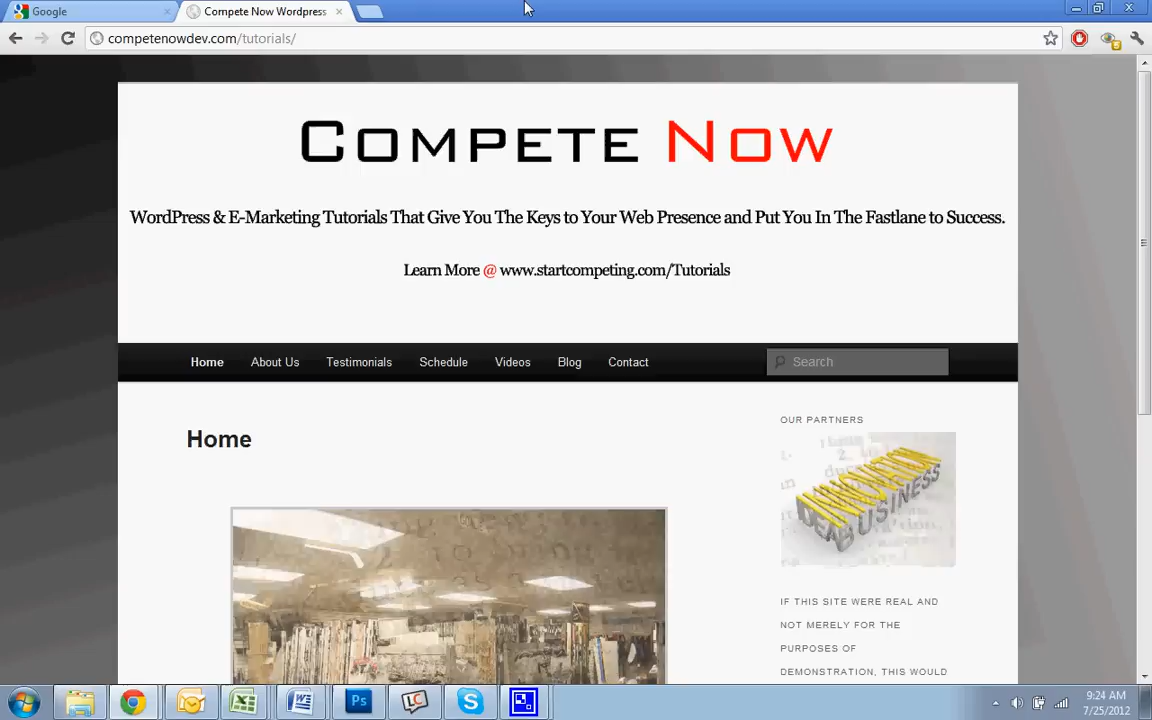 Google
Compete Now Wordpress
competenowdev.com/tutorials/
Compete Now
WordPress & E-Marketing Tutorials That Give You The Keys to Your Web Presence and Put You In The Fastlane to Success.
Learn More @ www.startcompeting.com/Tutorials
Home About Us Testimonials Schedule Videos Blog Contact Search
OUR PARTNERS
Home
INNOVATION
IDEA BUSINESS
IF THIS SITE WERE REAL AND
NOT MERELY FOR THE
PURPOSES OF
DEMONSTRATION, THIS WOULD
9:24 AM
7/25/2012